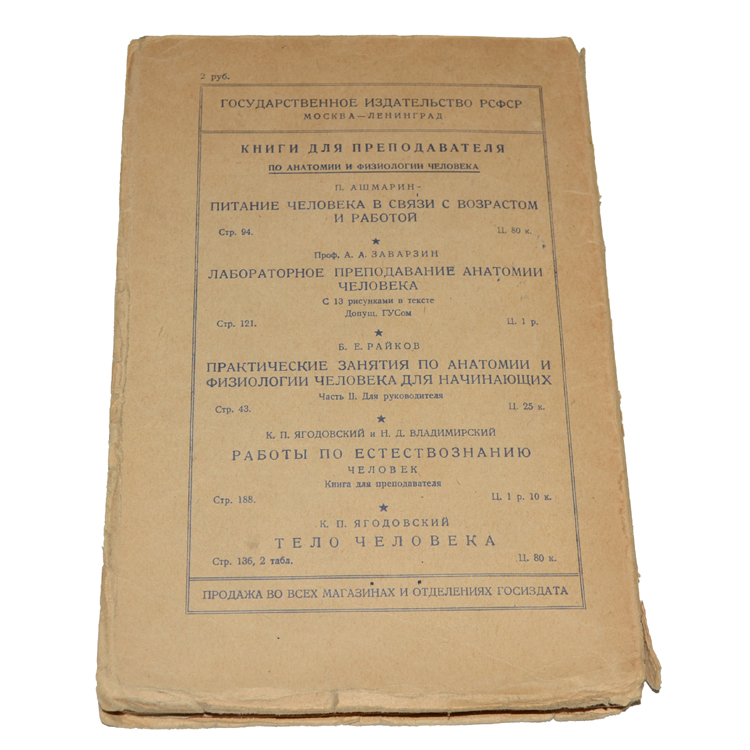 2 руб.
ГОСУДАРСТВЕННОЕ ИЗДАТЕЛЬСТВО РСФСР
МОСКВА—ЛЕНИНГРАД
КНИГИ ДЛЯ ПРЕПОДАВАТЕЛЯ
ПО АНАТОМИИ И ФИЗИОЛОГИИ ЧЕЛОВЕКА
П. АШМАРИН
ПИТАНИЕ ЧЕЛОВЕКА В СВЯЗИ С ВОЗРАСТОМ
И РАБОТОЙ
Стр. 94. Ц. 80 к.
★
Проф. А. А. ЗАВАРЗИН
ЛАБОРАТОРНОЕ ПРЕПОДАВАНИЕ АНАТОМИИ
ЧЕЛОВЕКА
С 13 рисунками в тексте
Допущ. ГУСом
Стр. 121. Ц. 1 р.
★
Б. Е. РАЙКОВ
ПРАКТИЧЕСКИЕ ЗАНЯТИЯ ПО АНАТОМИИ И
ФИЗИОЛОГИИ ЧЕЛОВЕКА ДЛЯ НАЧИНАЮЩИХ
Часть II. Для руководителя
Стр. 43. Ц. 25 к.
★
К. П. ЯГОДОВСКИЙ и Н. Д. ВЛАДИМИРСКИЙ
РАБОТЫ ПО ЕСТЕСТВОЗНАНИЮ
ЧЕЛОВЕК
Книга для преподавателя
Стр. 188. Ц. 1 р. 10 к.
★
К. П. ЯГОДОВСКИЙ
ТЕЛО ЧЕЛОВЕКА
Стр. 136, 2 табл. Ц. 80 к.
ПРОДАЖА ВО ВСЕХ МАГАЗИНАХ И ОТДЕЛЕНИЯХ ГОСИЗДАТА